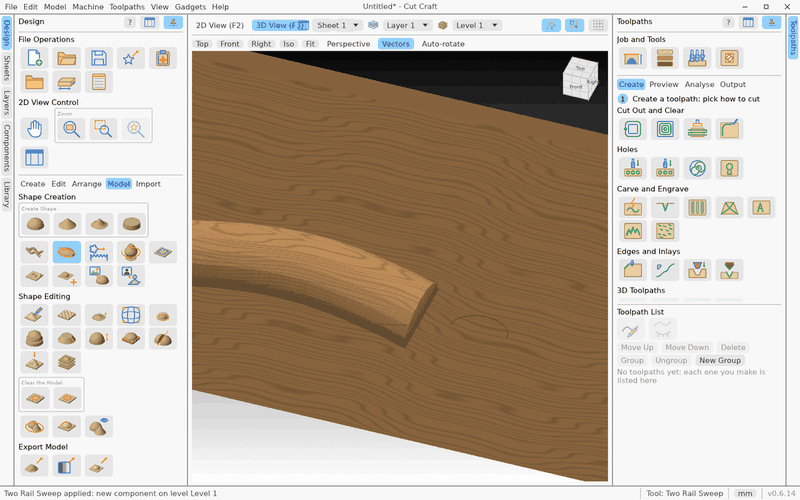 Untitled* - Cut Craft
File Edit Model Machine Toolpaths View Gadgets Help
Design
Sheets
Layers
Components
Library
Design
?
File Operations
2D View Control
Zoom
Create Edit Arrange Model Import
Shape Creation
Create Shape
Shape Editing
Clear the Model
Export Model
2D View (F2) 3D View (F3) Sheet 1 Layer 1 Level 1
Top Front Right Iso Fit Perspective Vectors Auto-rotate
Top
Front
Right
Toolpaths
?
Job and Tools
Create Preview Analyse Output
1 Create a toolpath: pick how to cut
Cut Out and Clear
Holes
Carve and Engrave
Edges and Inlays
3D Toolpaths
Toolpath List
Move Up Move Down Delete
Group Ungroup New Group
No toolpaths yet: each one you make is
listed here
Toolpaths
Two Rail Sweep applied: new component on level Level 1
Tool: Two Rail Sweep mm v0.6.14